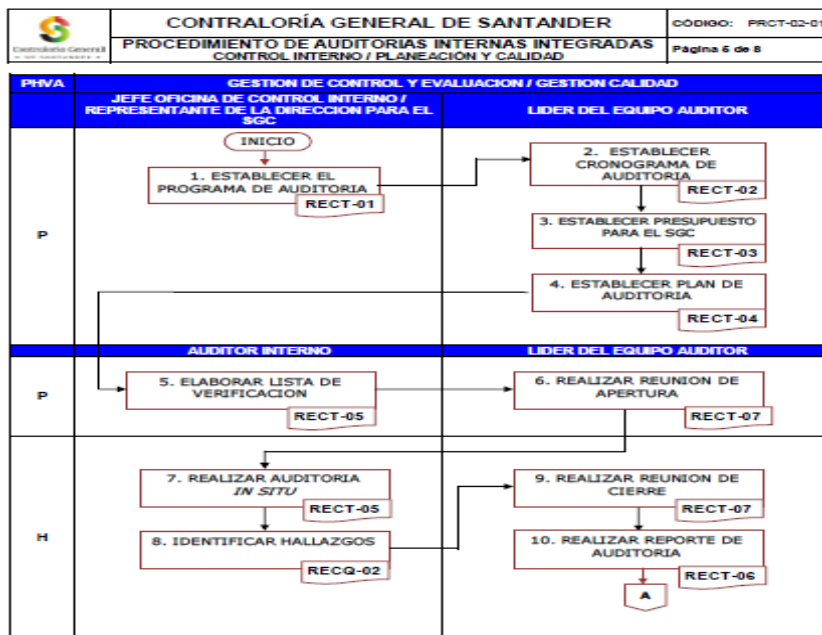 Contraloría General
DE SANTANDER
CONTRALORÍA GENERAL DE SANTANDER
CÓDIGO: PRCT-02-01
PROCEDIMIENTO DE AUDITORIAS INTERNAS INTEGRADAS
CONTROL INTERNO / PLANEACIÓN Y CALIDAD
Página 5 de 8
PHVA
GESTION DE CONTROL Y EVALUACION / GESTION CALIDAD
JEFE OFICINA DE CONTROL INTERNO /
REPRESENTANTE DE LA DIRECCION PARA EL
SGC
LIDER DEL EQUIPO AUDITOR
P
INICIO
1. ESTABLECER EL
PROGRAMA DE AUDITORIA
RECT-01
2. ESTABLECER
CRONOGRAMA DE
AUDITORIA
RECT-02
3. ESTABLECER PRESUPUESTO
PARA EL SGC
RECT-03
4. ESTABLECER PLAN DE
AUDITORIA
RECT-04
AUDITOR INTERNO
LIDER DEL EQUIPO AUDITOR
P
5. ELABORAR LISTA DE
VERIFICACION
RECT-05
6. REALIZAR REUNION DE
APERTURA
RECT-07
H
7. REALIZAR AUDITORIA
IN SITU
RECT-05
8. IDENTIFICAR HALLAZGOS
RECQ-02
9. REALIZAR REUNION DE
CIERRE
RECT-07
10. REALIZAR REPORTE DE
AUDITORIA
RECT-06
A